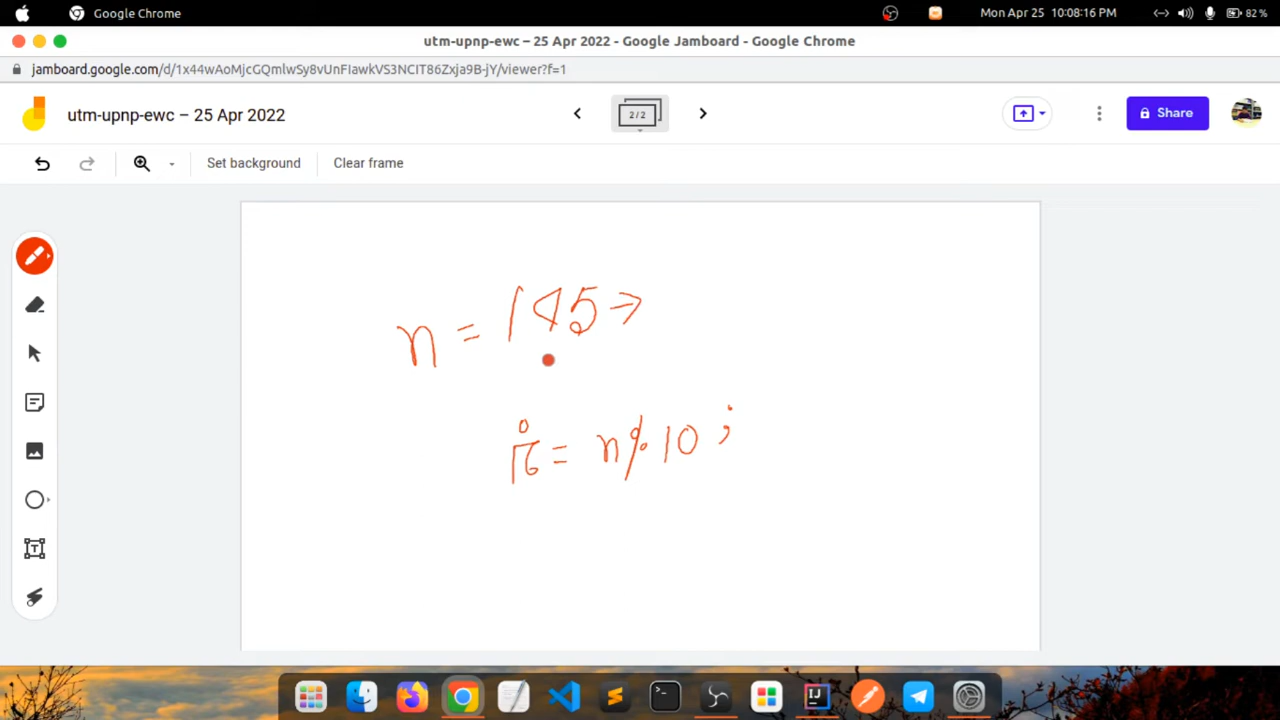 Google Chrome
Mon Apr 25 10:08:16 PM
82 %
utm-upnp-ewc – 25 Apr 2022 - Google Jamboard - Google Chrome
jamboard.google.com/d/1x44wAoMjcGQmlwSy8vUnFIawkVS3NCIT86Zxja9B-jY/viewer?f=1
utm-upnp-ewc – 25 Apr 2022
2 / 2
Share
Set background
Clear frame
n = 145 →
= n % 10 ;